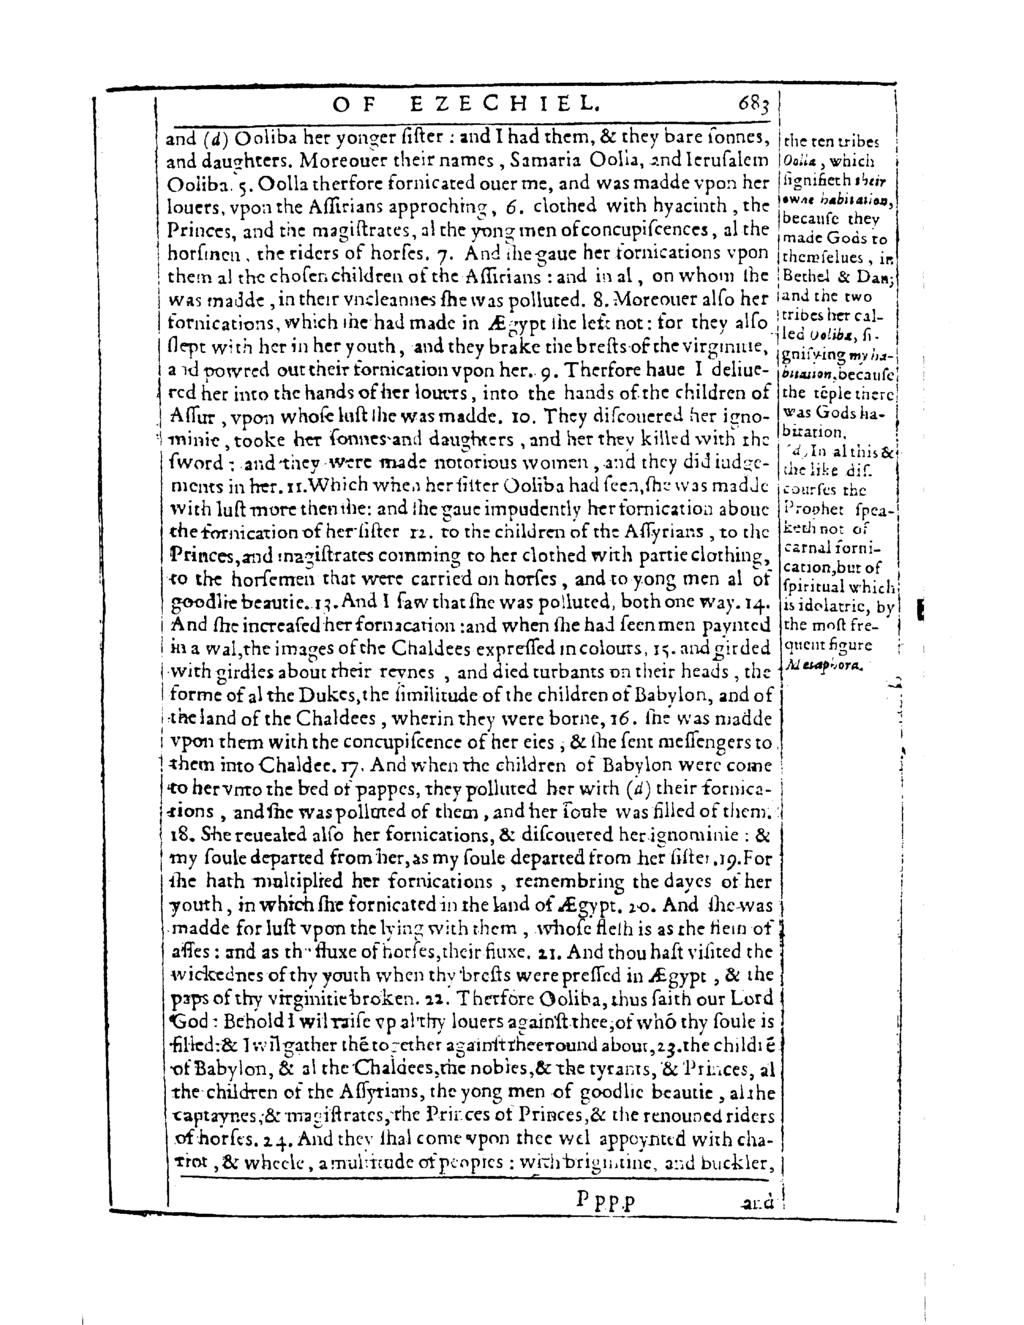 OF EZECHIEL. 683
and (d) Ooliba her yonger ſiſter : and I had them, & they bare ſonnes,
and daughters. Moreouer their names , Samaria Oolla, and Ieruſalem
Ooliba. 5. Oolla therfore fornicated ouer me, and was madde vpon her
louers, vpon the Aſſirians approching, 6. clothed with hyacinth , the
Princes, and the magiſtrates, al the yong men of concupiſcences, al the
horſmen , the riders of horſes. 7. And ſhe gaue her fornications vpon
them al the choſen children of the Aſſirians : and in al , on whom ſhe
was madde , in their vncleannes ſhe was polluted. 8. Moreouer alſo her
fornications, which ſhe had made in Ægypt ſhe left not : for they alſo
ſlept with her in her youth , and they brake the breſts of the virginitie,
and powred out their fornication vpon her. 9. Therfore haue I deliue-
red her into the hands of her louers , into the hands of the children of
Aſſur , vpon whoſe luſt ſhe was madde. 10. They diſcouered her igno-
minie , tooke her ſonnes and daughters , and her they killed with the
ſword : and they were made notorious women , and they did iudge-
ments in her. 11. Which when her ſiſter Ooliba had ſeen, ſhe was madde
with luſt more then ſhe: and ſhe gaue impudently her fornication aboue
the fornication of her ſiſter 12. to the children of the Aſſyrians , to the
Princes, and magiſtrates comming to her clothed with partie clothing,
to the horſemen that were carried on horſes , and to yong men al of
goodlie beautie. 13. And I ſaw that ſhe was polluted, both one way. 14.
And ſhe increaſed her fornication : and when ſhe had ſeen men paynted
in a wal, the images of the Chaldees expreſſed in colours, 15. and girded
with girdles about their reynes , and died turbants on their heads , the
forme of al the Dukes, the ſimilitude of the children of Babylon, and of
the land of the Chaldees , wherin they were borne, 16. ſhe was madde
vpon them with the concupiſcence of her eies , & ſhe ſent meſſengers to
them into Chaldee. 17. And when the children of Babylon were come
to her vnto the bed of pappes, they polluted her with (d) their fornica-
tions , and ſhe was polluted of them , and her ſoule was filled of them.
18. She reuealed alſo her fornications, & diſcouered her ignominie : &
my ſoule departed from her, as my ſoule departed from her ſiſter. 19. For
ſhe hath multiplied her fornications , remembring the dayes of her
youth , in which ſhe fornicated in the land of Ægypt. 20. And ſhe was
madde for luſt vpon the lying with them , whoſe fleſh is as the fleſh of
aſſes : and as the fluxe of horſes, their fluxe. 21. And thou haſt viſited the
wickednes of thy youth when thy breſts were preſſed in Ægypt , & the
paps of thy virginitie broken. 22. Therfore Ooliba, thus ſaith our Lord
God : Behold I wil raiſe vp al thy louers againſt thee, of whõ thy ſoule is
filled: & I wil gather thẽ together againſt thee round about, 23. the childrẽ
of Babylon, & al the Chaldees, the nobles, & the tyrants, & Princes, al
the children of the Aſſyrians, the yong men of goodlie beautie , al the
captaynes, & magiſtrates, the Princes of Princes, & the renouned riders
of horſes. 24. And they ſhal come vpon thee wel appoynted with cha-
riot , & wheele , a multitude of peoples : with brigintine, and buckler,
P p p p and
the ten tribes
Oolla , which
ſignifieth their
owne habitation,
becauſe they
made Gods to
themſelues , in
Bethel & Dan;
and the two
tribes her cal-
led Ooliba, ſi-
gnifying my ha-
bitation, becauſe
the tẽple there
was Gods ha-
bitation.
d, In al this &
the like diſ-
courſes the
Prophet ſpea-
keth not of
carnal forni-
cation, but of
ſpiritual which
is idolatrie, by
the moſt fre-
quent figure
Metaphora.